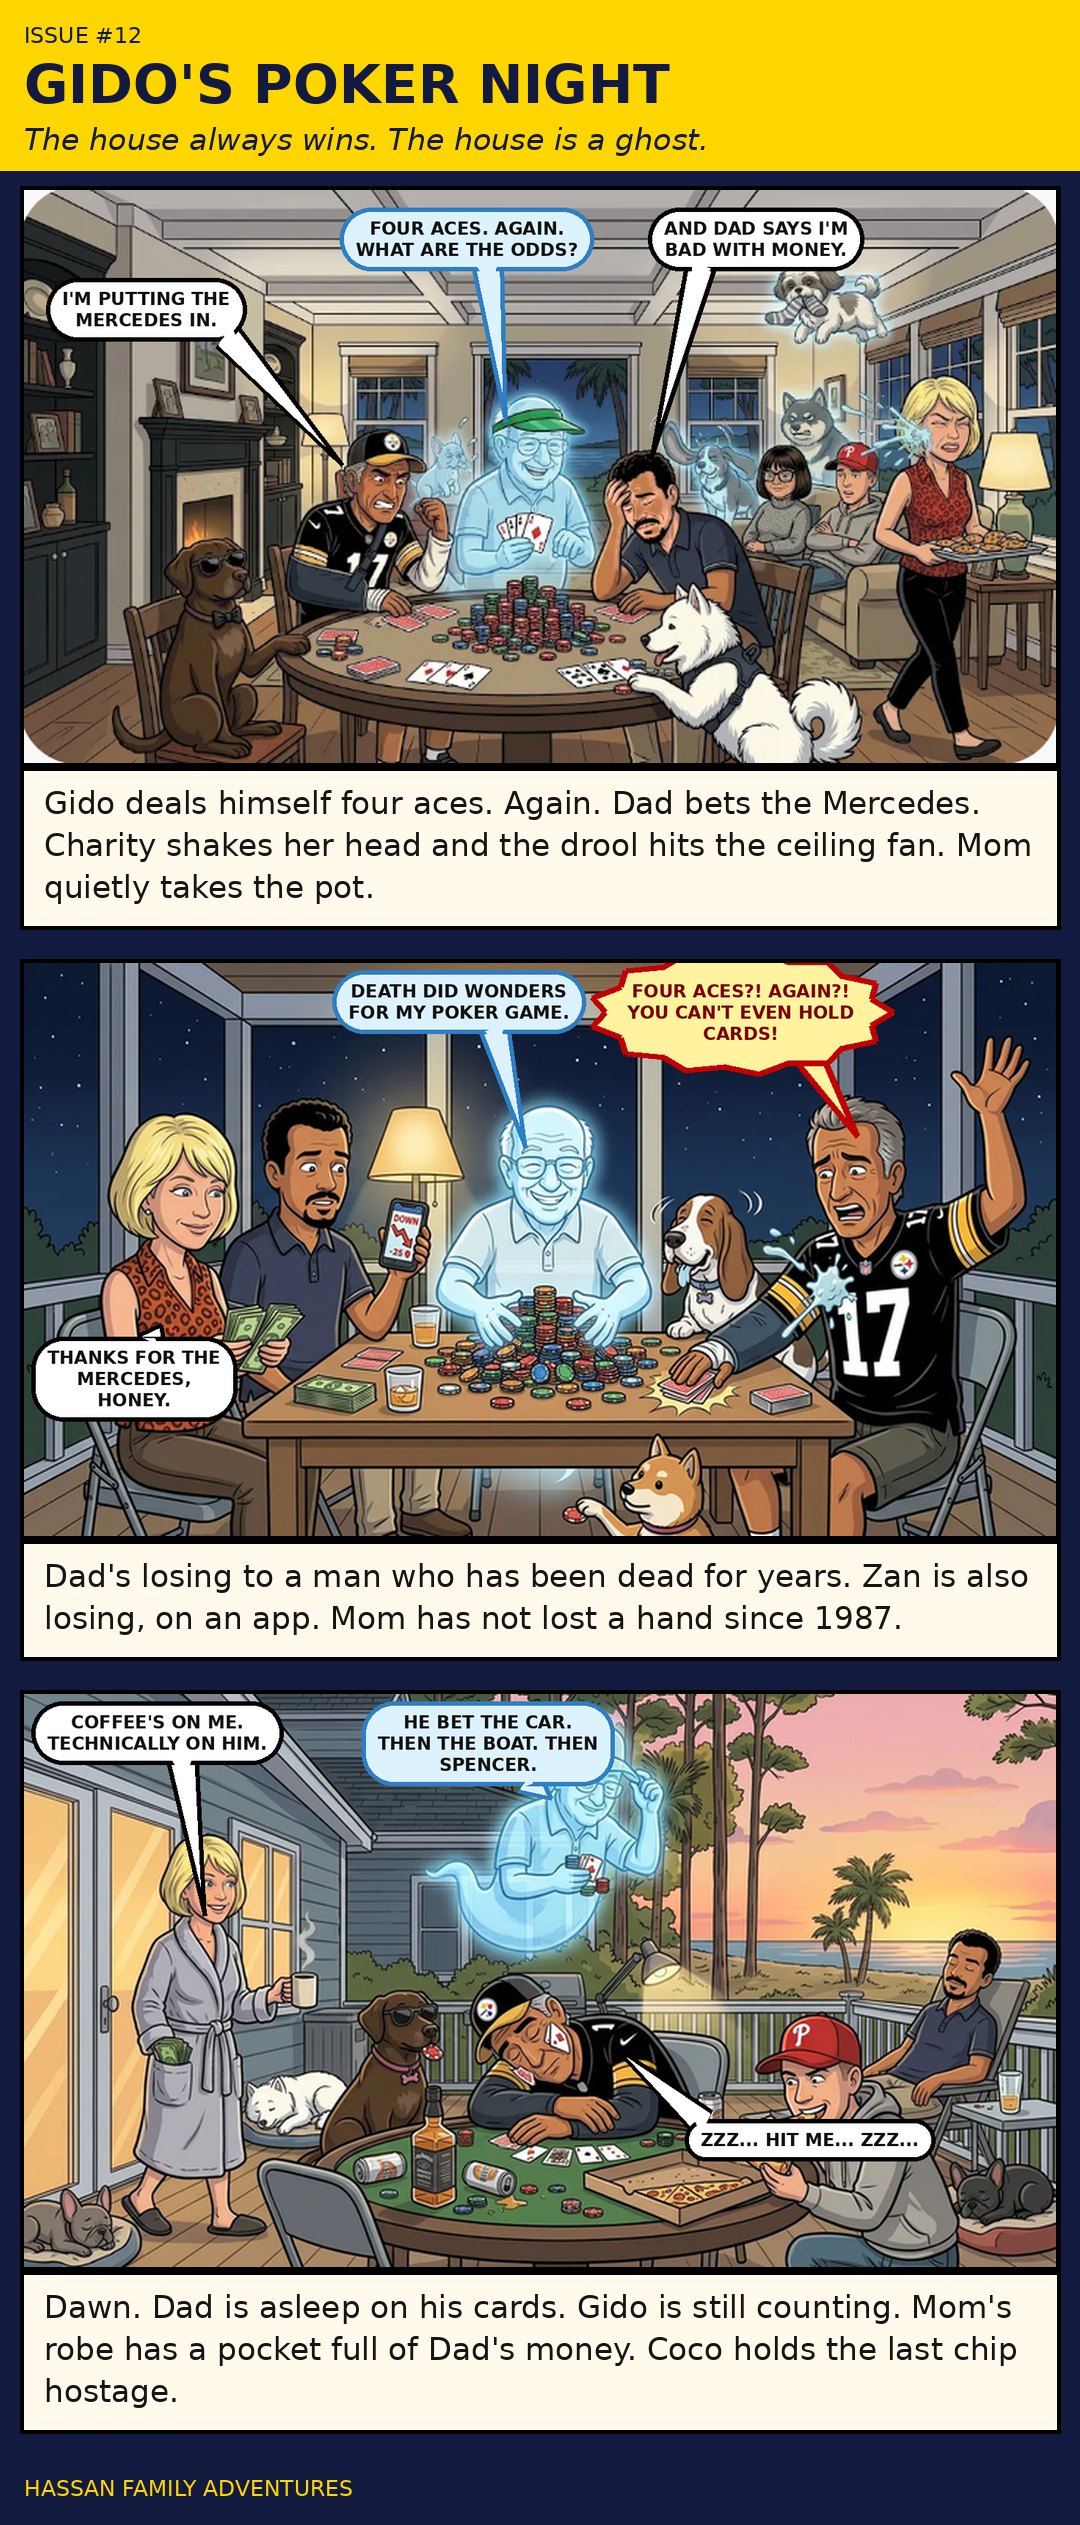 ISSUE #12
GIDO'S POKER NIGHT
The house always wins. The house is a ghost.
I'M PUTTING THE
MERCEDES IN.
FOUR ACES. AGAIN.
WHAT ARE THE ODDS?
AND DAD SAYS I'M
BAD WITH MONEY.
P
17
Gido deals himself four aces. Again. Dad bets the Mercedes.
Charity shakes her head and the drool hits the ceiling fan. Mom
quietly takes the pot.
DEATH DID WONDERS
FOR MY POKER GAME.
FOUR ACES?! AGAIN?!
YOU CAN'T EVEN HOLD
CARDS!
DOWN
17
THANKS FOR THE
MERCEDES,
HONEY.
Dad's losing to a man who has been dead for years. Zan is also
losing, on an app. Mom has not lost a hand since 1987.
COFFEE'S ON ME.
TECHNICALLY ON HIM.
HE BET THE CAR.
THEN THE BOAT. THEN
SPENCER.
P
ZZZ... HIT ME... ZZZ...
Dawn. Dad is asleep on his cards. Gido is still counting. Mom's
robe has a pocket full of Dad's money. Coco holds the last chip
hostage.
HASSAN FAMILY ADVENTURES